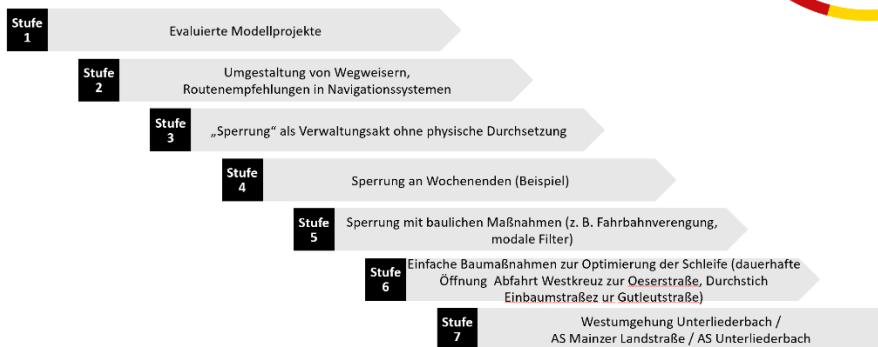 Stufe
1
Evaluierte Modellprojekte
Stufe
2
Umgestaltung von Wegweisern,
Routenempfehlungen in Navigationssystemen
Stufe
3
„Sperrung“ als Verwaltungsakt ohne physische Durchsetzung
Stufe
4
Sperrung an Wochenenden (Beispiel)
Stufe
5
Sperrung mit baulichen Maßnahmen (z. B. Fahrbahnverengung,
modale Filter)
Stufe
6
Einfache Baumaßnahmen zur Optimierung der Schleife (dauerhafte
Öffnung Abfahrt Westkreuz zur Oeserstraße, Durchstich
Einbaumstraßez ur Gutleutstraße)
Stufe
7
Westumgehung Unterliederbach /
AS Mainzer Landstraße / AS Unterliederbach